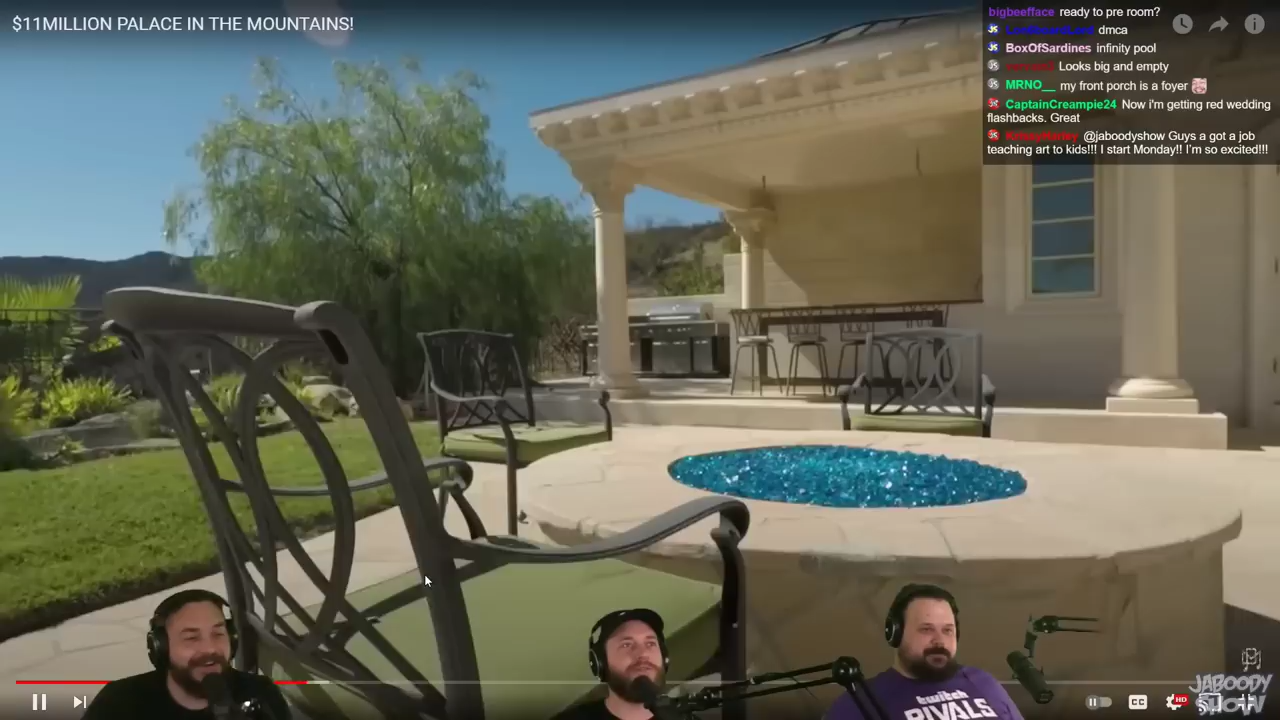 $11MILLION PALACE IN THE MOUNTAINS!
bigbeefface ready to pre room?
dmca
BoxOfSardines infinity pool
Looks big and empty
MRNO__ my front porch is a foyer
CaptainCreampie24 Now i'm getting red wedding
flashbacks. Great
@jaboodyshow Guys a got a job
teaching art to kids!!! I start Monday!! I'm so excited!!!
twitch
RIVALS
CC
HD
JABOODY
SHOW